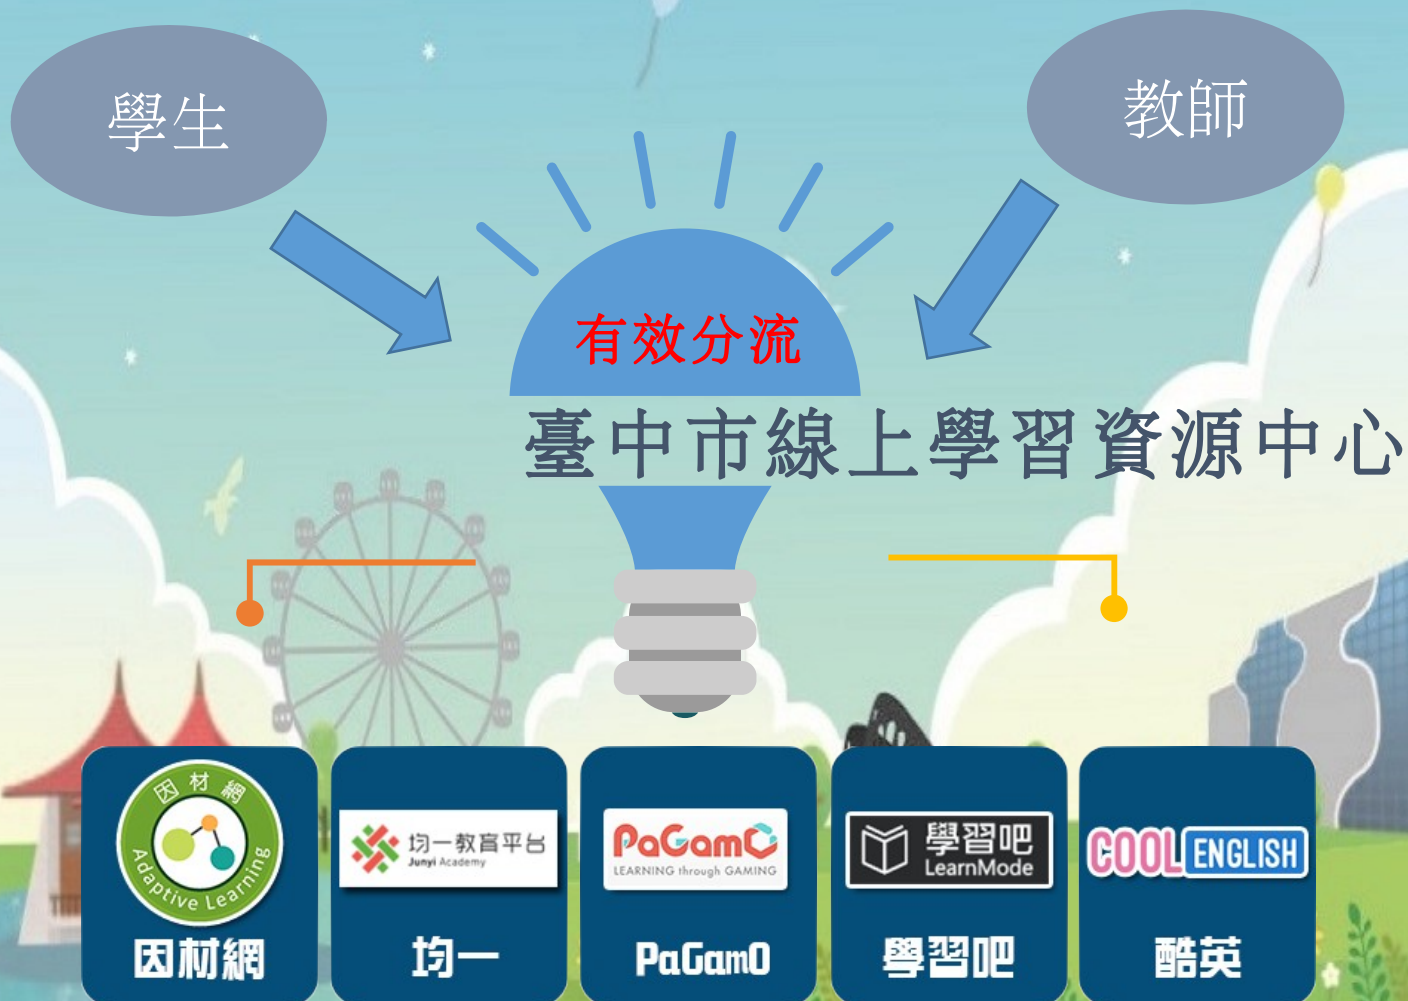 學生
教師
有效分流
臺中市線上學習資源中心
因材網
Adaptive Learning
因材網
均一教育平台
Junyi Academy
均一
PaGamO
LEARNING through GAMING
PaGamO
學習吧
LearnMode
學習吧
COOL ENGLISH
酷英